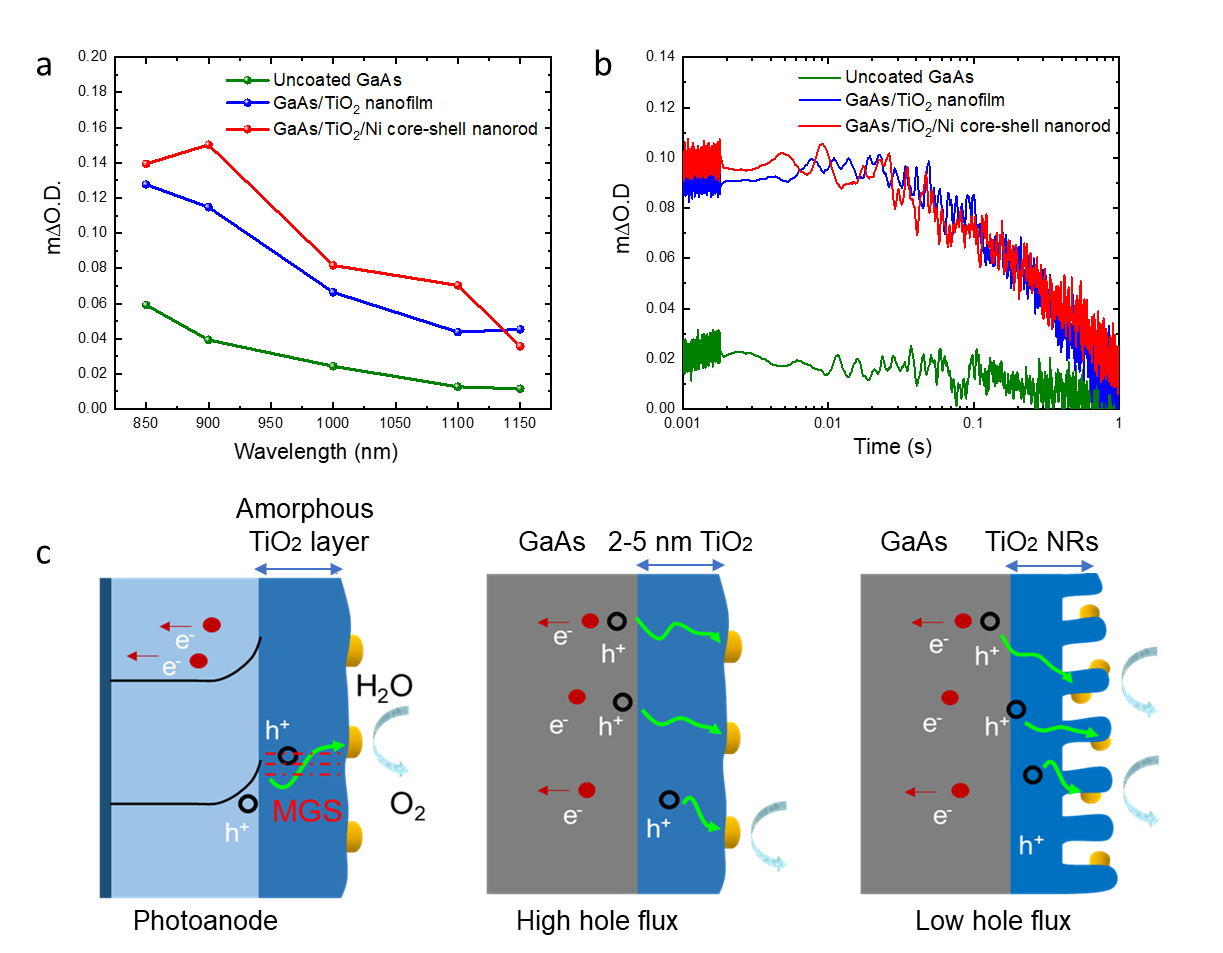 a
0.20
0.18
0.16
0.14
0.12
0.10
0.08
0.06
0.04
0.02
0.00
mΔO.D.
Uncoated GaAs
GaAs/TiO2 nanofilm
GaAs/TiO2/Ni core-shell nanorod
850 900 950 1000 1050 1100 1150
Wavelength (nm)
b
0.14
0.12
0.10
0.08
0.06
0.04
0.02
0.00
mΔO.D
Uncoated GaAs
GaAs/TiO2 nanofilm
GaAs/TiO2/Ni core-shell nanorod
0.001 0.01 0.1 1
Time (s)
c
Amorphous
TiO2 layer
e-
e-
h+
h+
MGS
H2O
O2
Photoanode
GaAs 2-5 nm TiO2
e-
h+
e-
h+
e-
h+
High hole flux
GaAs TiO2 NRs
e-
h+
e-
h+
e-
h+
Low hole flux